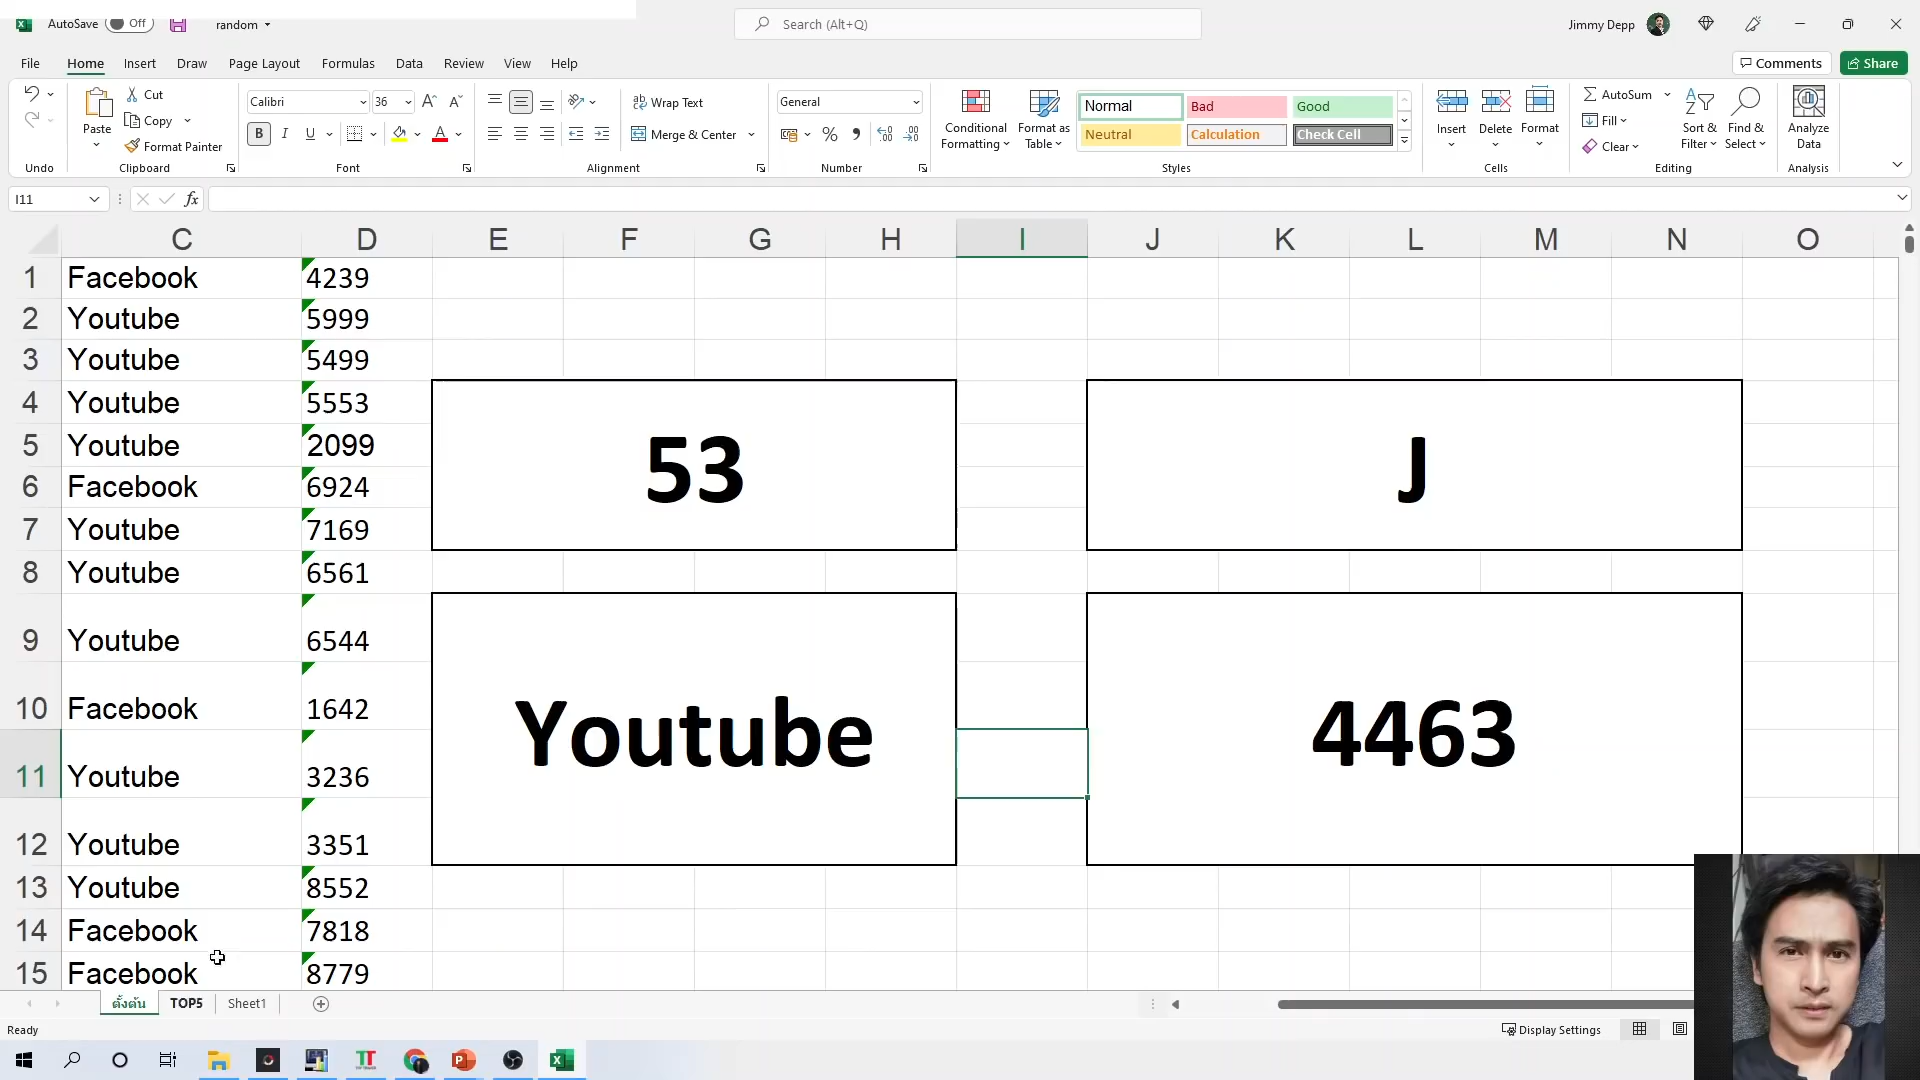 AutoSave Off random Search (Alt+Q) Jimmy Depp
File Home Insert Draw Page Layout Formulas Data Review View Help Comments Share
Cut Calibri 36 Wrap Text General Normal Bad Good AutoSum
Paste Copy Conditional Formatting Format as Table Insert Delete Format Fill Sort & Filter Find & Select Analyze Data
Format Painter B I U A Merge & Center % Neutral Calculation Check Cell Clear
Undo Clipboard Font Alignment Number Styles Cells Editing Analysis
I11 fx
C D E F G H I J K L M N O
1 Facebook 4239
2 Youtube 5999
3 Youtube 5499
4 Youtube 5553
5 Youtube 2099
53 J
6 Facebook 6924
7 Youtube 7169
8 Youtube 6561
9 Youtube 6544
10 Facebook 1642
Youtube 4463
11 Youtube 3236
12 Youtube 3351
13 Youtube 8552
14 Facebook 7818
15 Facebook 8779
ตั้งต้น TOP5 Sheet1
Ready Display Settings